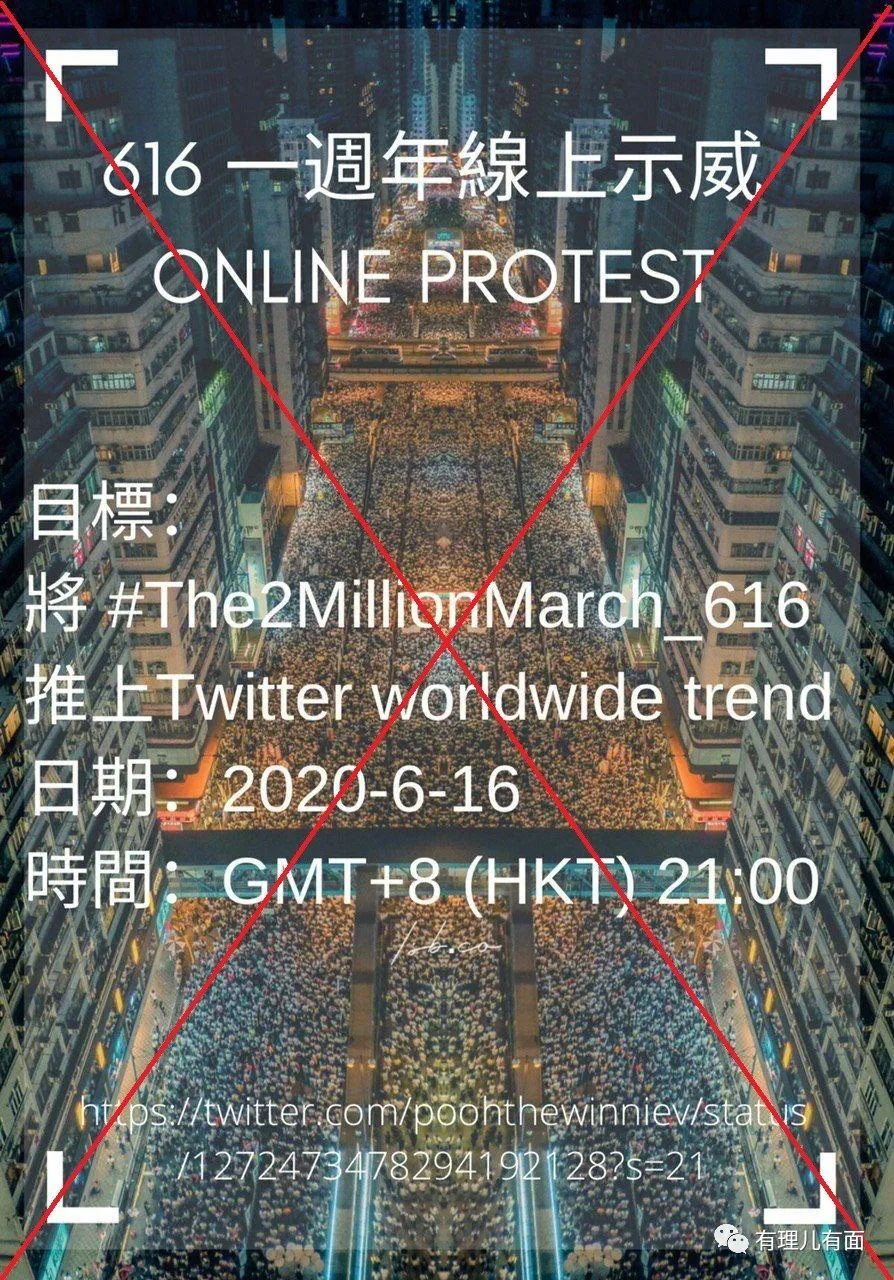 616 一週年線上示威
ONLINE PROTEST
目標：
將 #The2MillionMarch_616
推上Twitter worldwide trend
日期：2020-6-16
時間：GMT+8 (HKT) 21:00
https://twitter.com/poohthewinniev/status
/1272473478294192128?s=21
有理儿有面